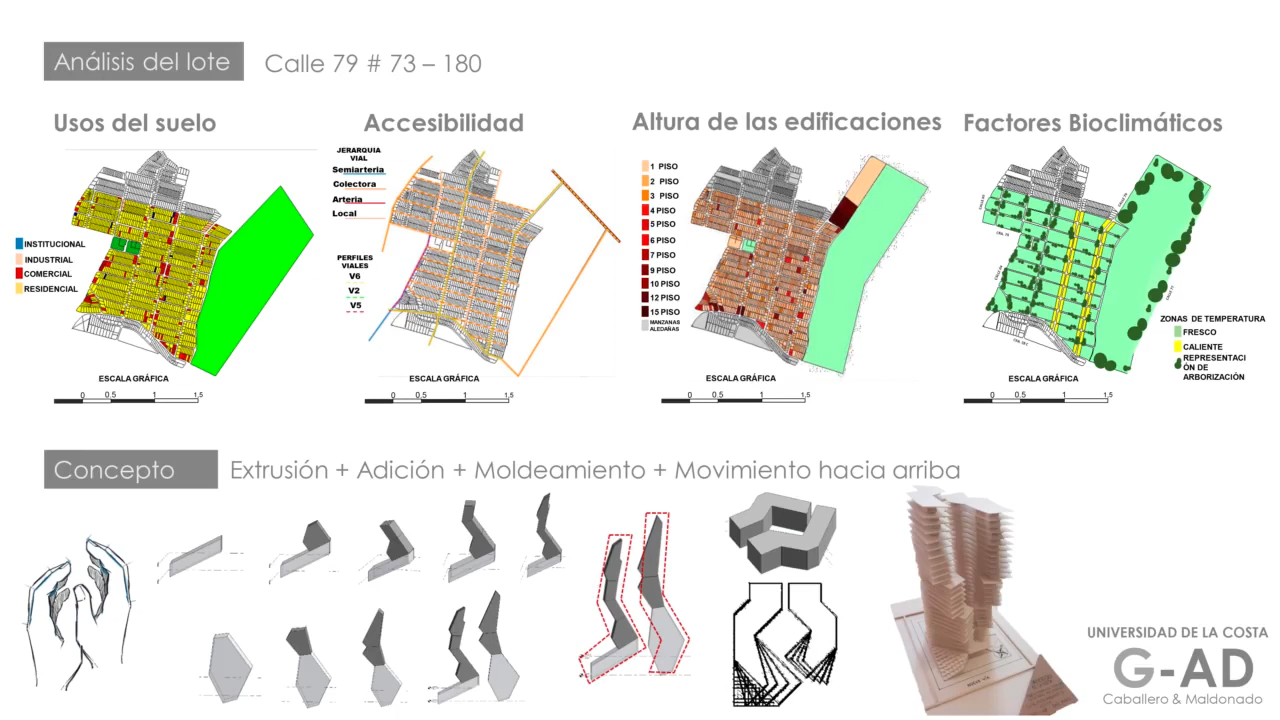 Análisis del lote
Calle 79 # 73 – 180
Usos del suelo
Accesibilidad
Altura de las edificaciones
Factores Bioclimáticos
INSTITUCIONAL
INDUSTRIAL
COMERCIAL
RESIDENCIAL
ESCALA GRÁFICA
0 0,5 1 1,5
JERARQUIA
VIAL
Semiarteria
Colectora
Arteria
Local
PERFILES
VIALES
V6
V2
V5
ESCALA GRÁFICA
0 0,5 1 1,5
1 PISO
2 PISO
3 PISO
4 PISO
5 PISO
6 PISO
7 PISO
9 PISO
10 PISO
12 PISO
15 PISO
MANZANAS
ALEDAÑAS
ESCALA GRÁFICA
0 0,5 1 1,5
ZONAS DE TEMPERATURA
FRESCO
CALIENTE
REPRESENTACI
ÓN DE
ARBORIZACIÓN
ESCALA GRÁFICA
0 0,5 1 1,5
Concepto
Extrusión + Adición + Moldeamiento + Movimiento hacia arriba
UNIVERSIDAD DE LA COSTA
G-AD
Caballero & Maldonado